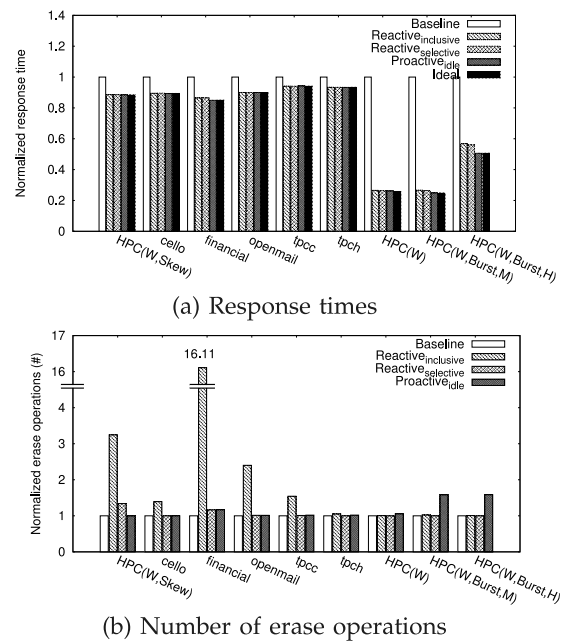 1.4
1.2
1
0.8
0.6
0.4
0.2
0
Normalized response time
Baseline
Reactive_inclusive
Reactive_selective
Proactive_idle
Ideal
HPC(W,Skew)
cello
financial
openmail
tpcc
tpch
HPC(W)
HPC(W,Burst,M)
HPC(W,Burst,H)
(a) Response times
17
16
4
3
2
1
0
Normalized erase operations (#)
16.11
Baseline
Reactive_inclusive
Reactive_selective
Proactive_idle
HPC(W,Skew)
cello
financial
openmail
tpcc
tpch
HPC(W)
HPC(W,Burst,M)
HPC(W,Burst,H)
(b) Number of erase operations